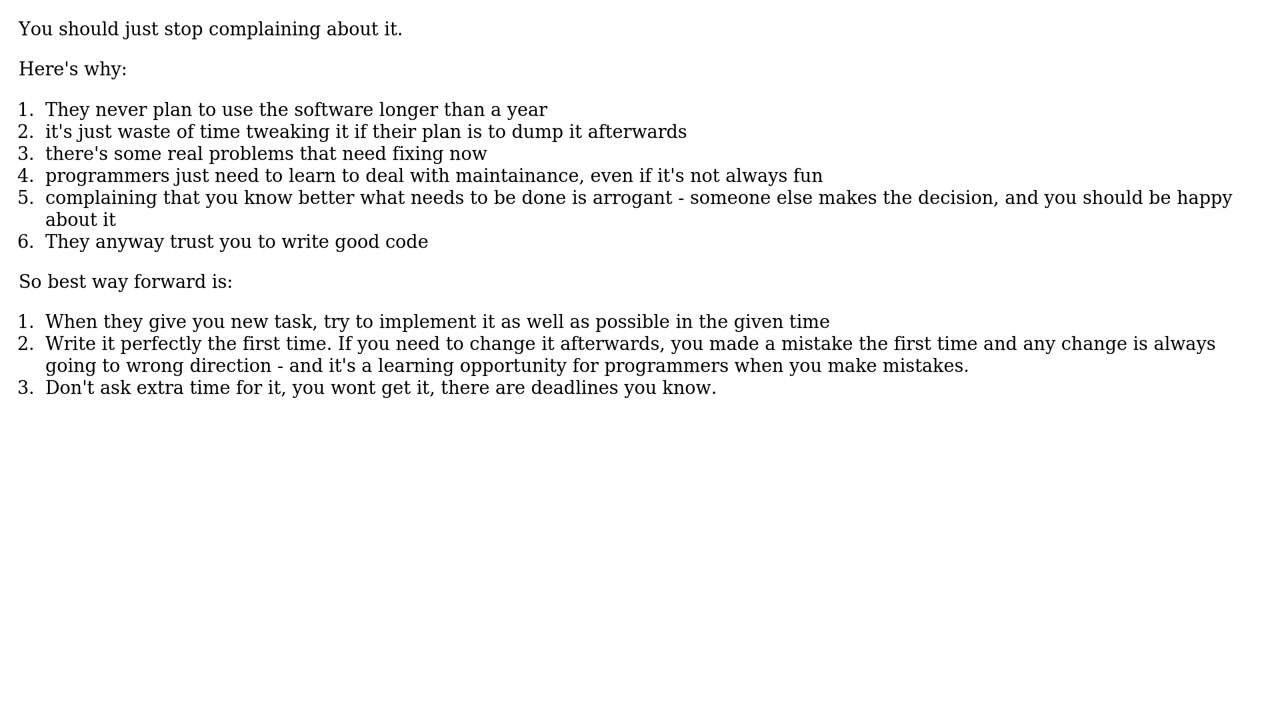 You should just stop complaining about it.
Here's why:
1. They never plan to use the software longer than a year
2. it's just waste of time tweaking it if their plan is to dump it afterwards
3. there's some real problems that need fixing now
4. programmers just need to learn to deal with maintainance, even if it's not always fun
5. complaining that you know better what needs to be done is arrogant - someone else makes the decision, and you should be happy
about it
6. They anyway trust you to write good code
So best way forward is:
1. When they give you new task, try to implement it as well as possible in the given time
2. Write it perfectly the first time. If you need to change it afterwards, you made a mistake the first time and any change is always
going to wrong direction - and it's a learning opportunity for programmers when you make mistakes.
3. Don't ask extra time for it, you wont get it, there are deadlines you know.